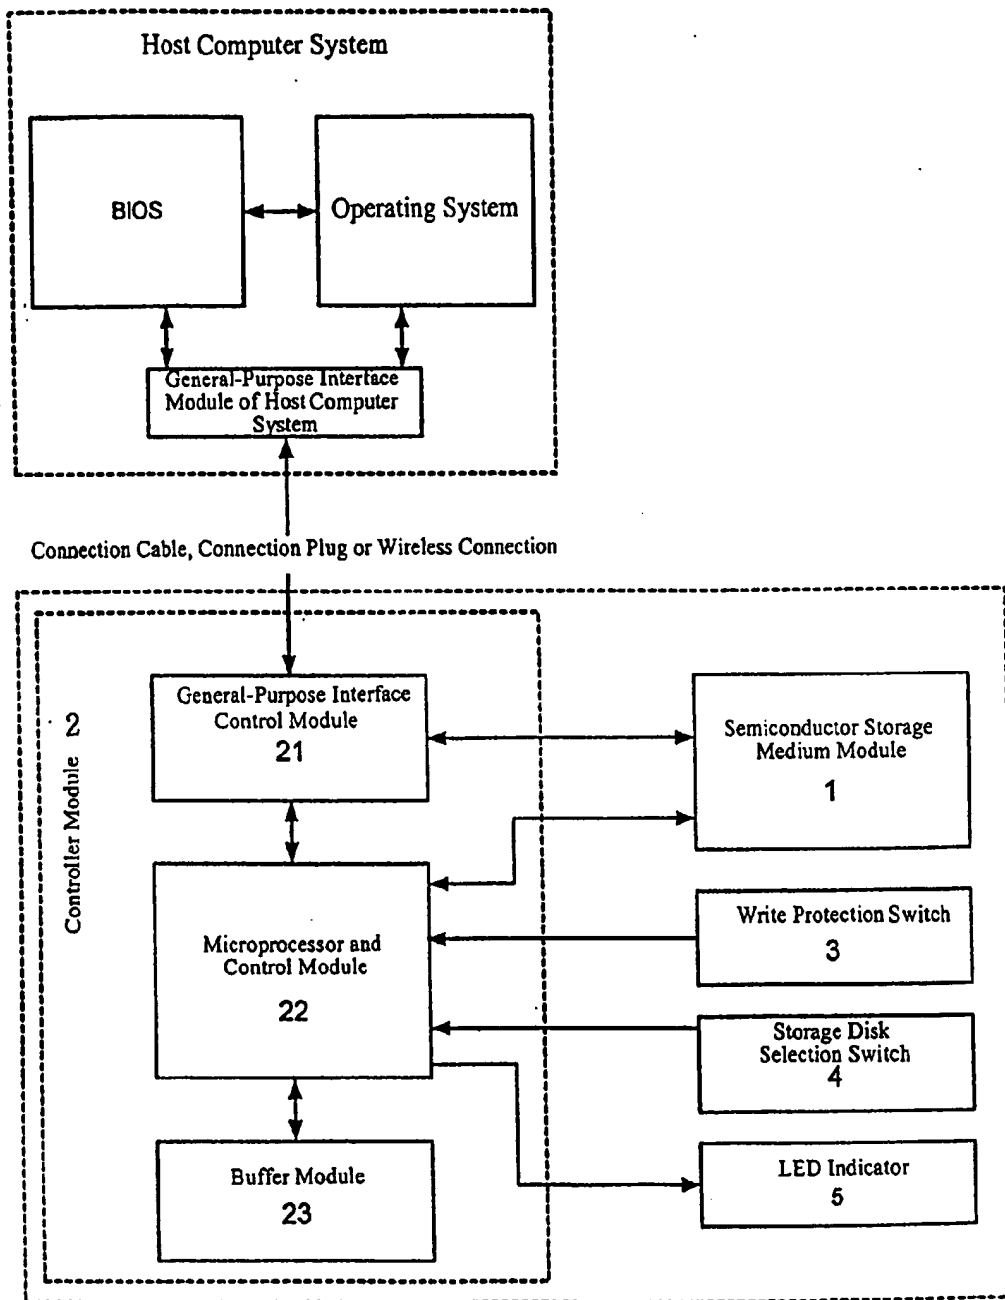 Host Computer System
BIOS
Operating System
General-Purpose Interface
Module of Host Computer
System
Connection Cable, Connection Plug or Wireless Connection
Controller Module 2
General-Purpose Interface
Control Module
21
Semiconductor Storage
Medium Module
1
Microprocessor and
Control Module
22
Write Protection Switch
3
Storage Disk
Selection Switch
4
Buffer Module
23
LED Indicator
5